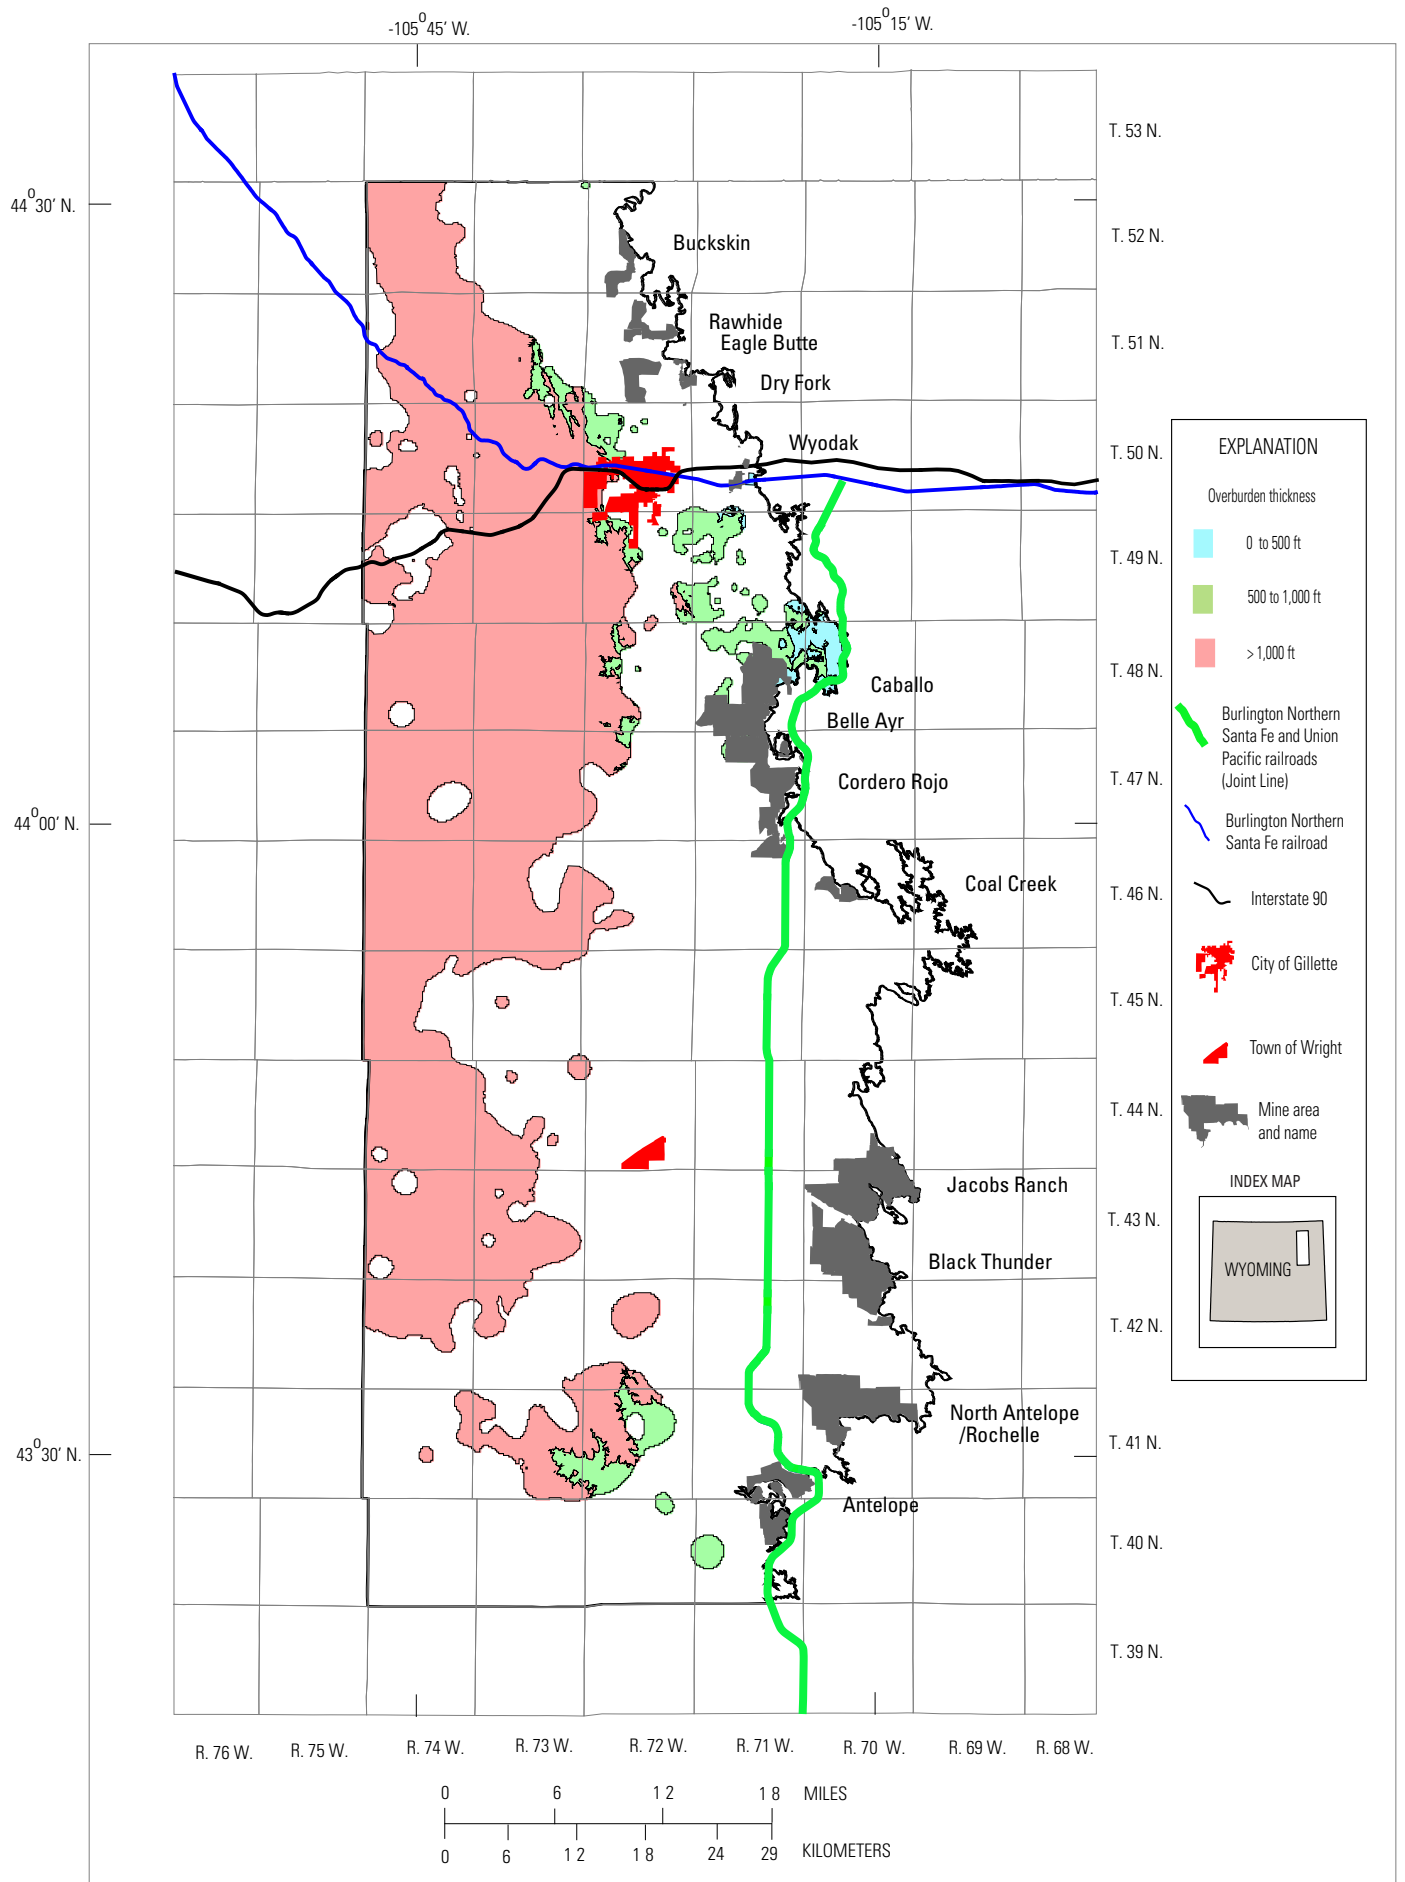 -105°45' W.
-105°15' W.
44°30' N.
44°00' N.
43°30' N.
T. 53 N.
T. 52 N.
T. 51 N.
T. 50 N.
T. 49 N.
T. 48 N.
T. 47 N.
T. 46 N.
T. 45 N.
T. 44 N.
T. 43 N.
T. 42 N.
T. 41 N.
T. 40 N.
T. 39 N.
Buckskin
Rawhide
Eagle Butte
Dry Fork
Wyodak
Caballo
Belle Ayr
Cordero Rojo
Coal Creek
Jacobs Ranch
Black Thunder
North Antelope
/Rochelle
Antelope
R. 76 W.
R. 75 W.
R. 74 W.
R. 73 W.
R. 72 W.
R. 71 W.
R. 70 W.
R. 69 W.
R. 68 W.
0 6 12 18 MILES
0 6 12 18 24 29 KILOMETERS
EXPLANATION
Overburden thickness
0 to 500 ft
500 to 1,000 ft
>1,000 ft
Burlington Northern
Santa Fe and Union
Pacific railroads
(Joint Line)
Burlington Northern
Santa Fe railroad
Interstate 90
City of Gillette
Town of Wright
Mine area
and name
INDEX MAP
WYOMING